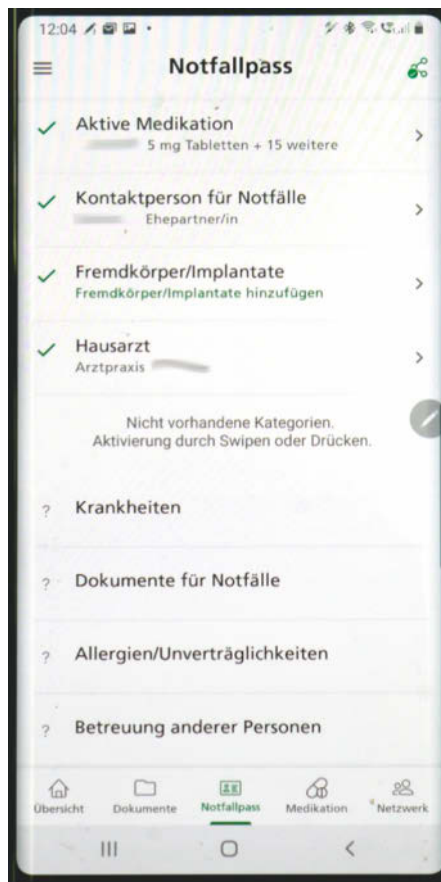 12:04
Notfallpass
Aktive Medikation
5 mg Tabletten + 15 weitere
Kontaktperson für Notfälle
Ehepartner/in
Fremdkörper/Implantate
Fremdkörper/Implantate hinzufügen
Hausarzt
Arztpraxis
Nicht vorhandene Kategorien.
Aktivierung durch Swipen oder Drücken.
? Krankheiten
? Dokumente für Notfälle
? Allergien/Unverträglichkeiten
? Betreuung anderer Personen
Übersicht Dokumente Notfallpass Medikation Netzwerk